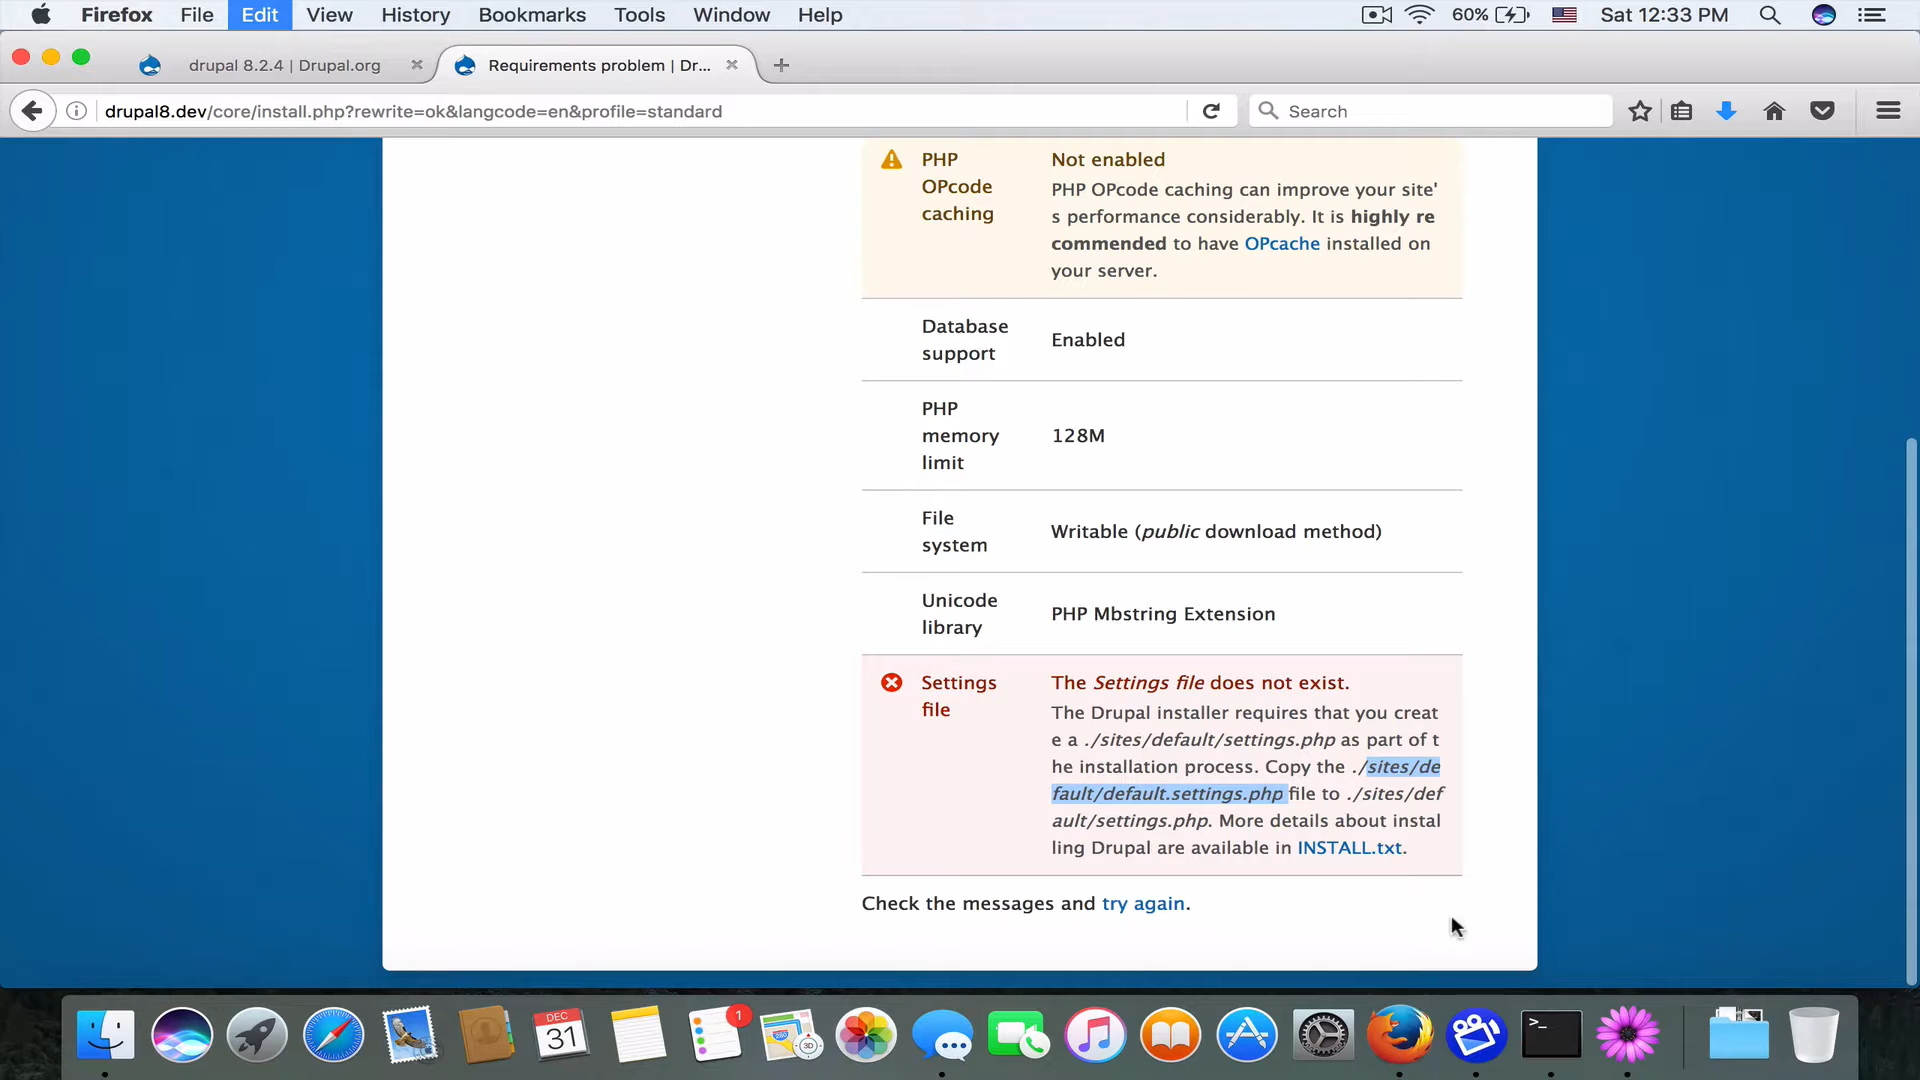 Firefox File Edit View History Bookmarks Tools Window Help 60% Sat 12:33 PM
drupal 8.2.4 | Drupal.org Requirements problem | Dr...
drupal8.dev/core/install.php?rewrite=ok&langcode=en&profile=standard Search
PHP
OPcode
caching
Not enabled
PHP OPcode caching can improve your site'
s performance considerably. It is highly re
commended to have OPcache installed on
your server.
Database
support
Enabled
PHP
memory
limit
128M
File
system
Writable (public download method)
Unicode
library
PHP Mbstring Extension
Settings
file
The Settings file does not exist.
The Drupal installer requires that you creat
e a ./sites/default/settings.php as part of t
he installation process. Copy the ./sites/de
fault/default.settings.php file to ./sites/def
ault/settings.php. More details about instal
ling Drupal are available in INSTALL.txt.
Check the messages and try again.
DEC
31
1
3D
>_